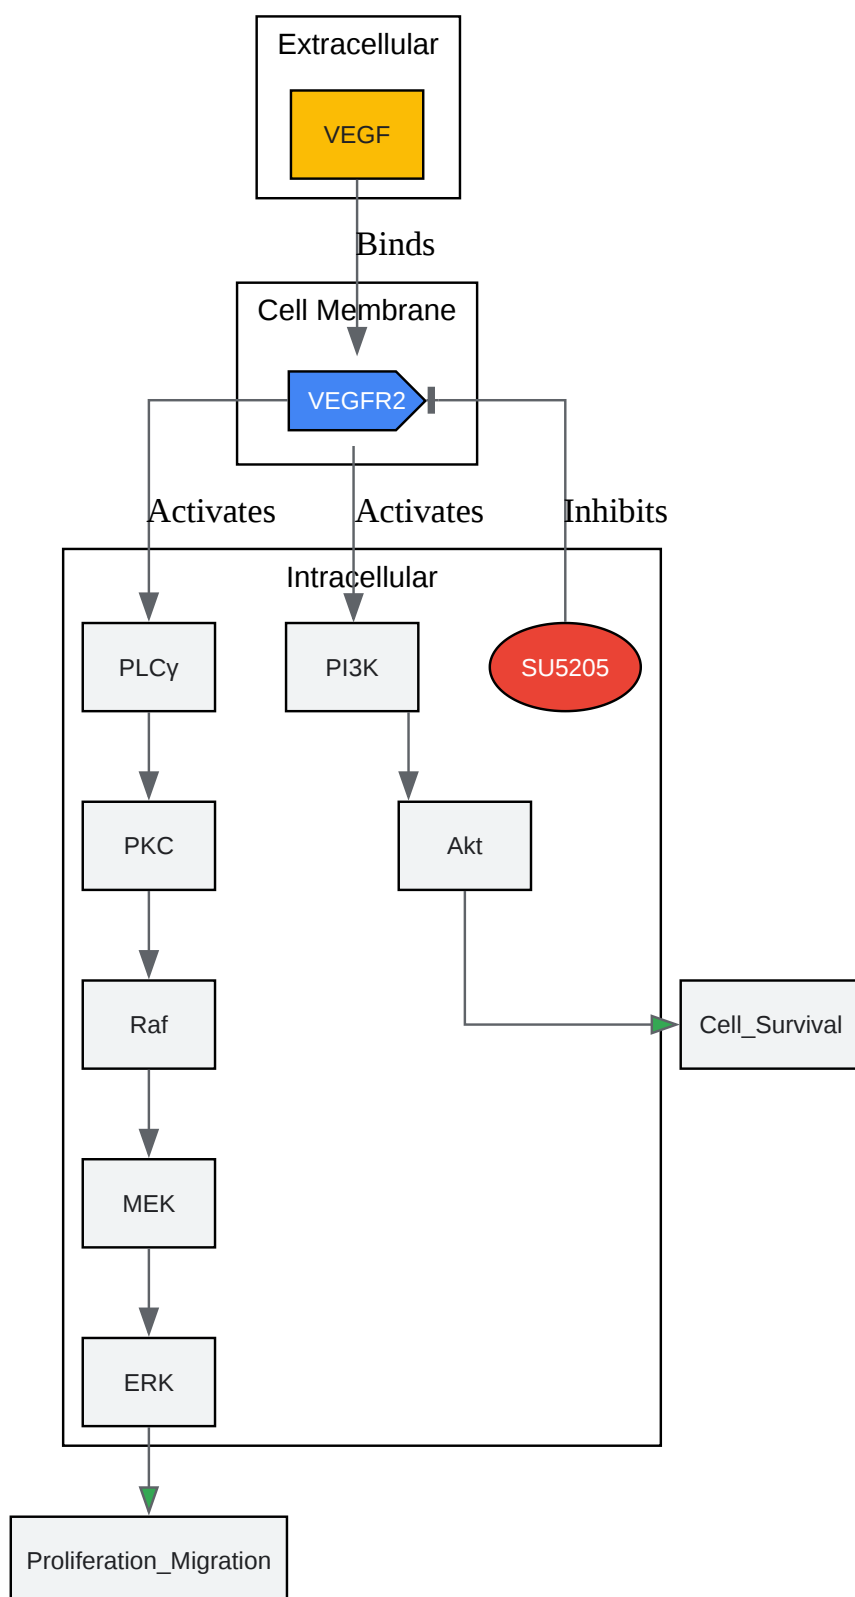 Extracellular
VEGF
Binds
Cell Membrane
VEGFR2
Activates
Activates
Inhibits
Intracellular
PLCγ
PI3K
SU5205
PKC
Akt
Raf
Cell_Survival
MEK
ERK
Proliferation_Migration